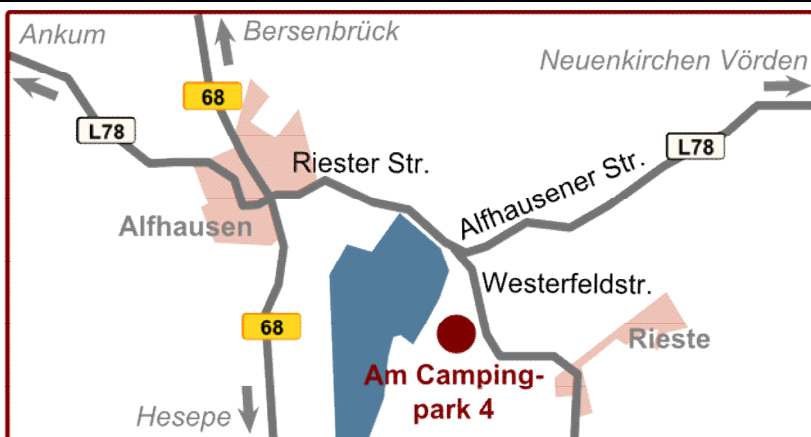 Ankum
Bersenbrück
Neuenkirchen Vörden
68
L78
L78
Riester Str.
Alfhausener Str.
Alfhausen
Westerfeldstr.
68
Rieste
Am Camping-
park 4
Hesepe